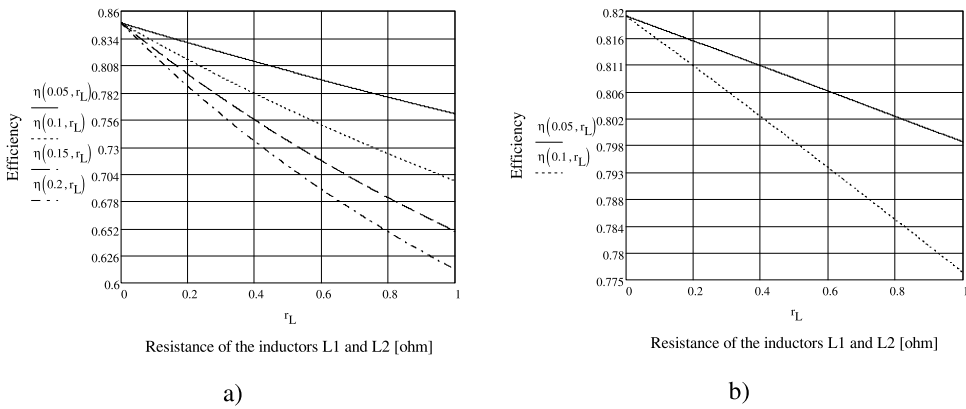 0.86
0.834
0.808
0.782
0.756
0.73
0.704
0.678
0.652
0.626
0.6
Efficiency
η(0.05, rL)
η(0.1, rL)
η(0.15, rL)
η(0.2, rL)
0 0.2 0.4 0.6 0.8 1
rL
Resistance of the inductors L1 and L2 [ohm]
a)
0.82
0.816
0.811
0.806
0.802
0.798
0.793
0.788
0.784
0.78
0.775
Efficiency
η(0.05, rL)
η(0.1, rL)
0 0.2 0.4 0.6 0.8 1
rL
Resistance of the inductors L1 and L2 [ohm]
b)